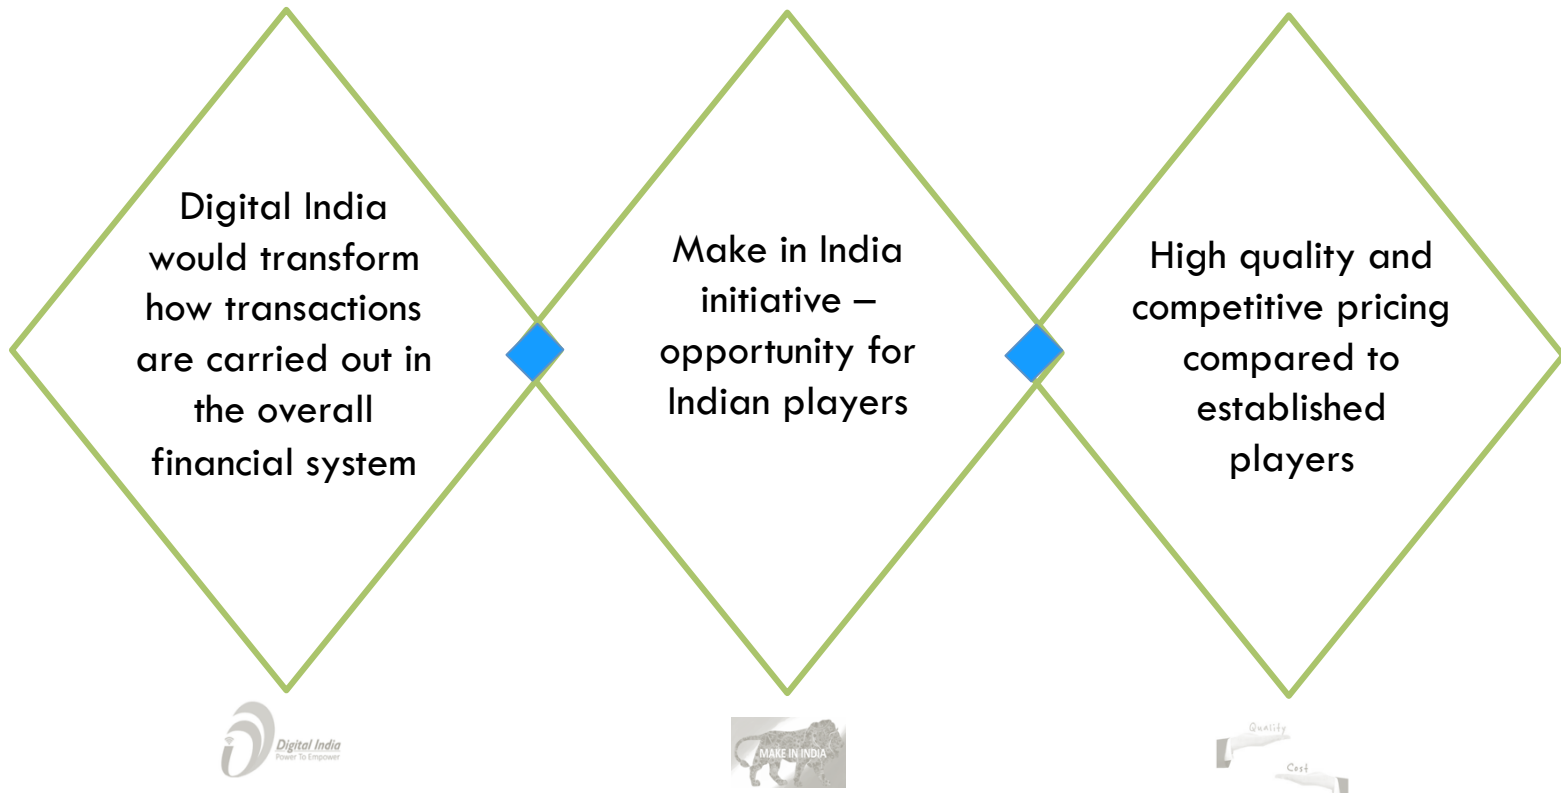 Digital India
would transform
how transactions
are carried out in
the overall
financial system
Make in India
initiative –
opportunity for
Indian players
High quality and
competitive pricing
compared to
established
players
Digital India
Power To Empower
MAKE IN INDIA
Quality
Cost